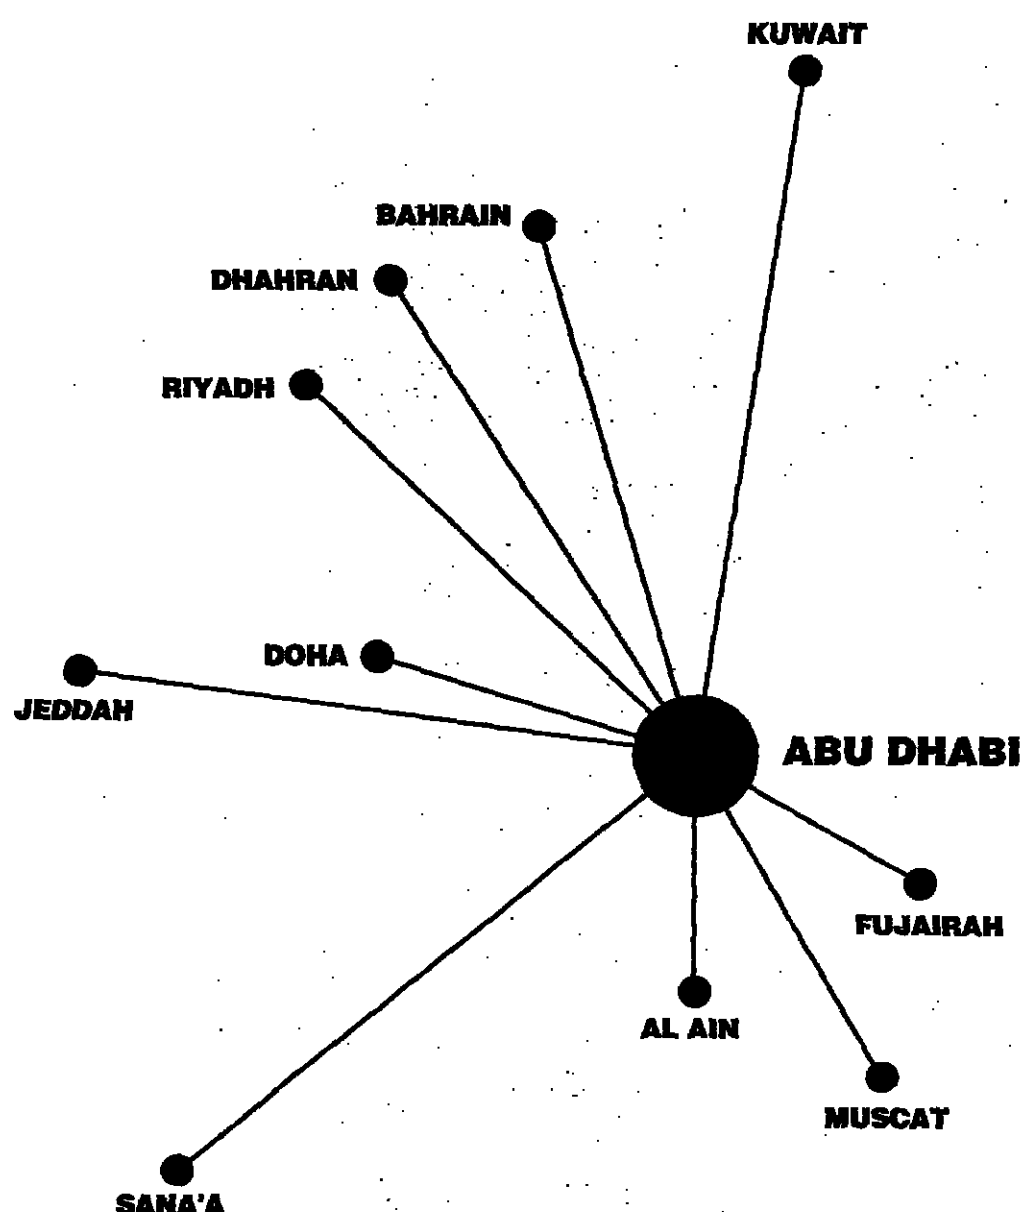 KUWAIT
BAHRAIN
DHAHRAN
RIYADH
DOHA
JEDDAH
ABU DHABI
FUJAIRAH
AL AIN
MUSCAT
SANA'A